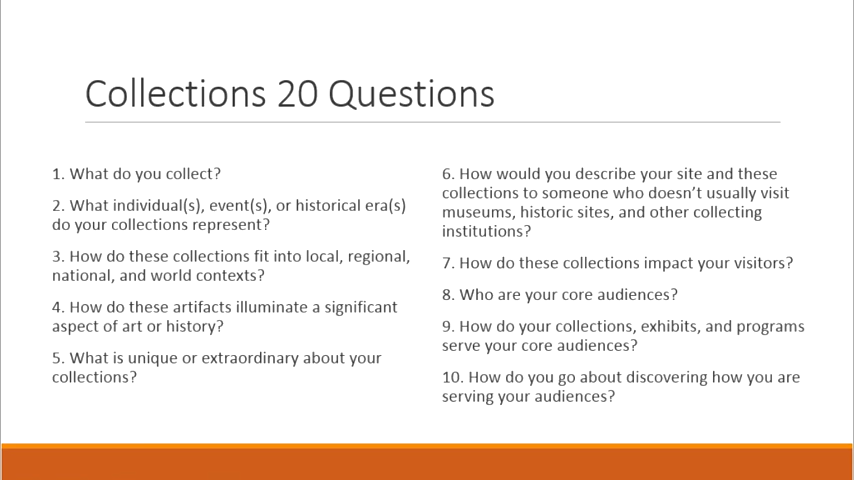 Collections 20 Questions
1. What do you collect?
2. What individual(s), event(s), or historical era(s)
do your collections represent?
3. How do these collections fit into local, regional,
national, and world contexts?
4. How do these artifacts illuminate a significant
aspect of art or history?
5. What is unique or extraordinary about your
collections?
6. How would you describe your site and these
collections to someone who doesn’t usually visit
museums, historic sites, and other collecting
institutions?
7. How do these collections impact your visitors?
8. Who are your core audiences?
9. How do your collections, exhibits, and programs
serve your core audiences?
10. How do you go about discovering how you are
serving your audiences?